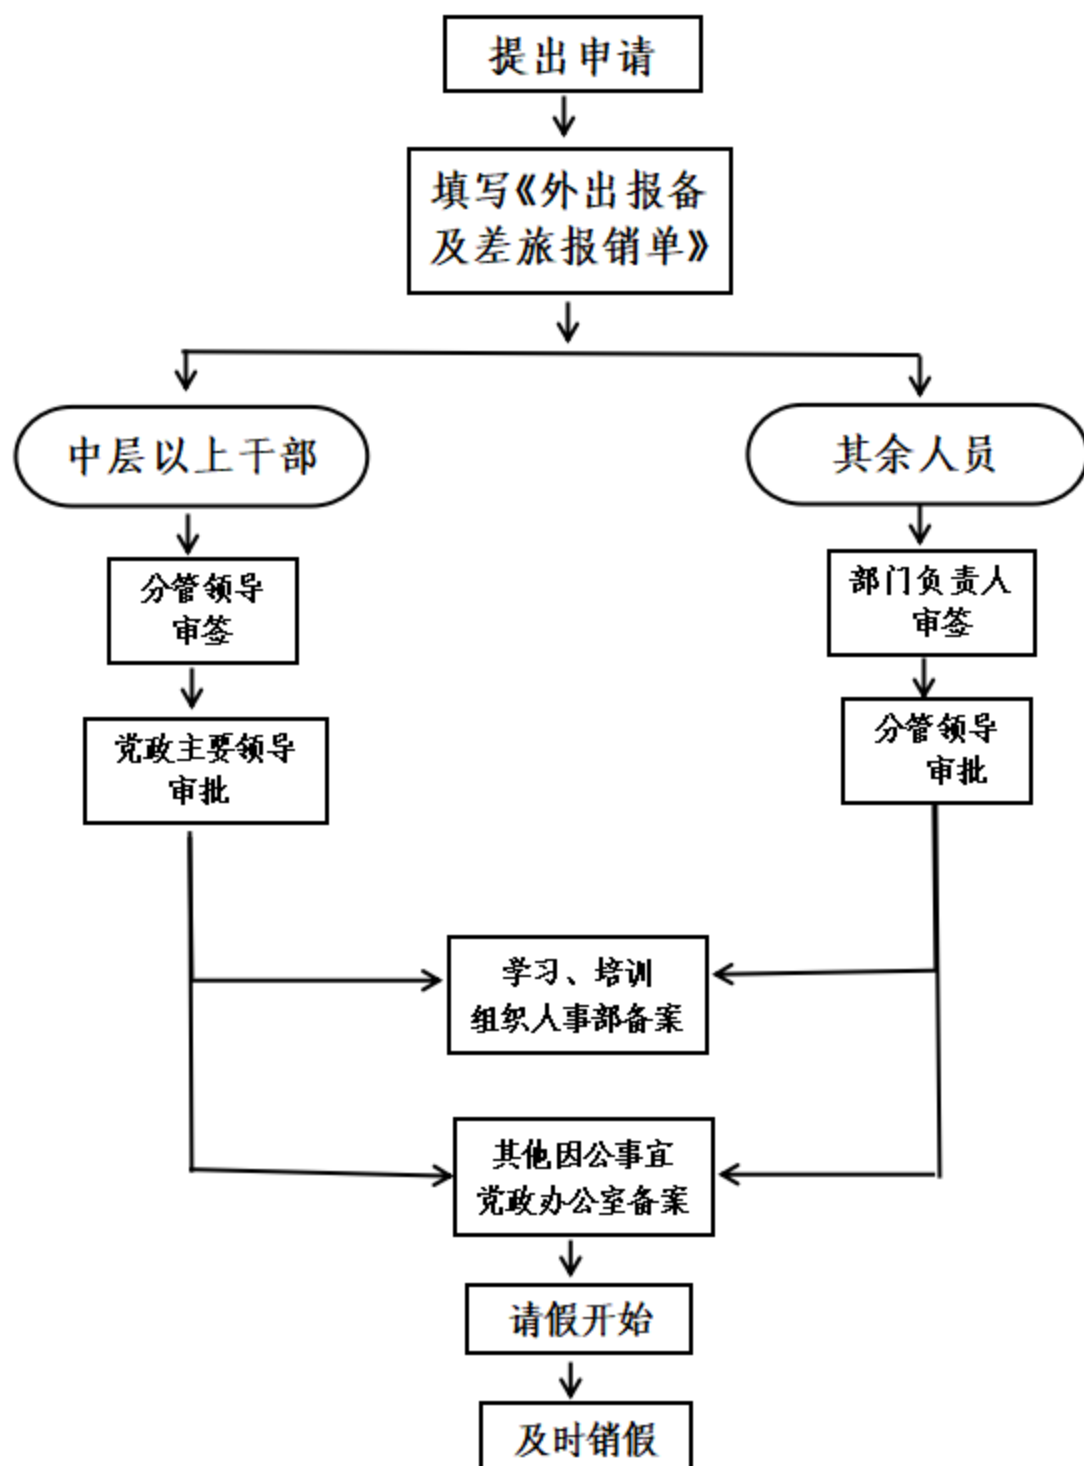 提出申请
填写《外出报备
及差旅报销单》
中层以上干部
其余人员
分管领导
审签
部门负责人
审签
党政主要领导
审批
分管领导
审批
学习、培训
组织人事部备案
其他因公事宜
党政办公室备案
请假开始
及时销假